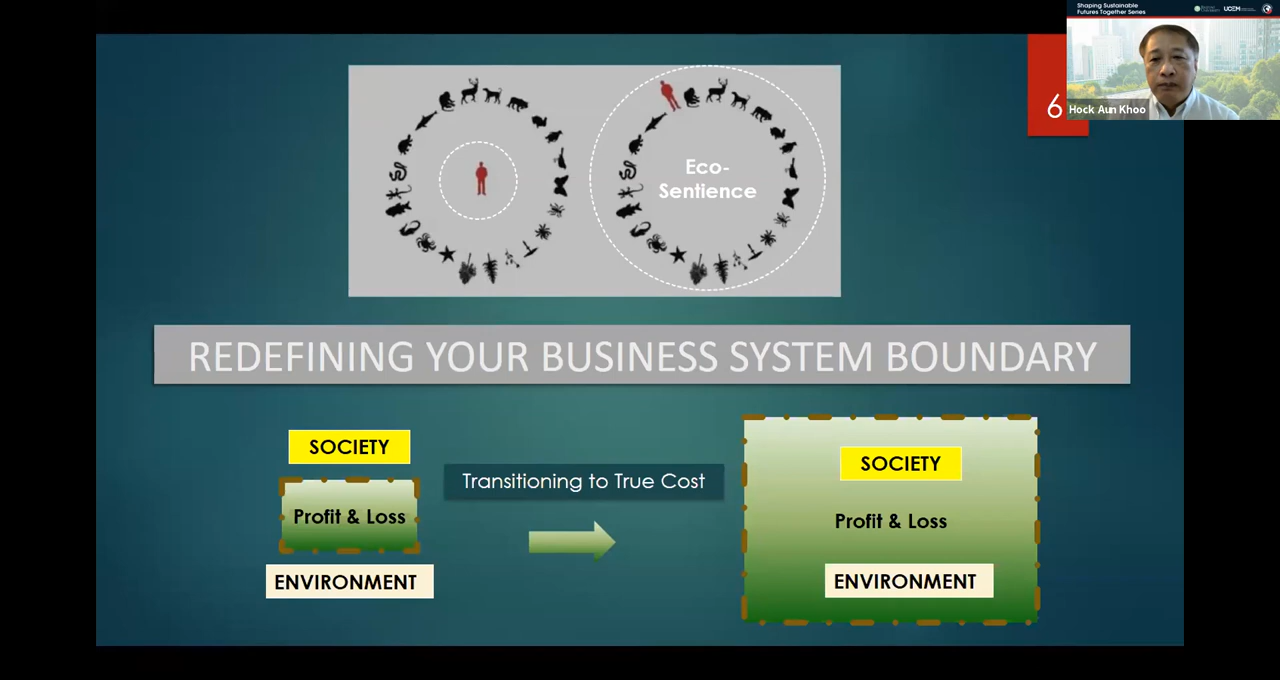 Shaping Sustainable
Futures Together Series
UCEM
6
Hock Aun Khoo
Eco-
Sentience
REDEFINING YOUR BUSINESS SYSTEM BOUNDARY
SOCIETY
Profit & Loss
ENVIRONMENT
Transitioning to True Cost
SOCIETY
Profit & Loss
ENVIRONMENT